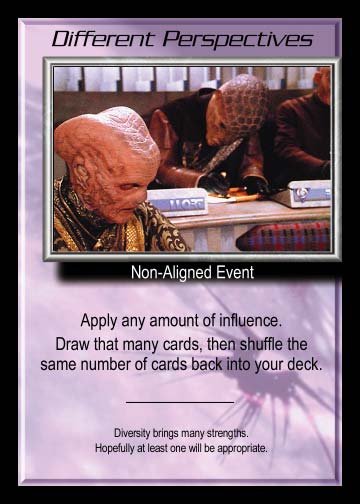 Different Perspectives
Non-Aligned Event
Apply any amount of influence.
Draw that many cards, then shuffle the
same number of cards back into your deck.
Diversity brings many strengths.
Hopefully at least one will be appropriate.